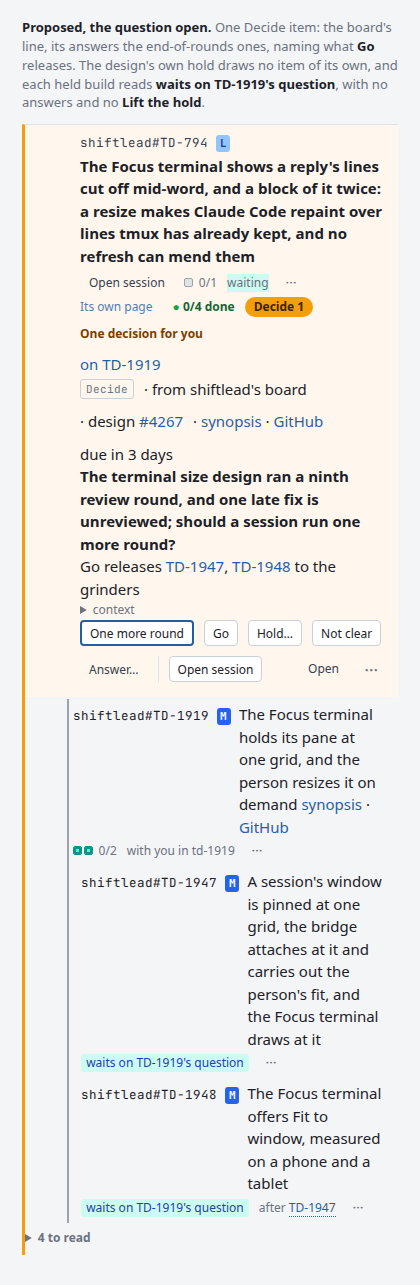 Proposed, the question open. One Decide item: the board's
line, its answers the end-of-rounds ones, naming what Go
releases. The design's own hold draws no item of its own, and
each held build reads waits on TD-1919's question, with no
answers and no Lift the hold.
shiftlead#TD-794 L
The Focus terminal shows a reply's lines
cut off mid-word, and a block of it twice:
a resize makes Claude Code repaint over
lines tmux has already kept, and no
refresh can mend them
Open session 0/1 waiting ···
Its own page ● 0/4 done Decide 1
One decision for you
on TD-1919
Decide · from shiftlead's board
· design #4267 · synopsis · GitHub
due in 3 days
The terminal size design ran a ninth
review round, and one late fix is
unreviewed; should a session run one
more round?
Go releases TD-1947, TD-1948 to the
grinders
▶ context
One more round Go Hold... Not clear
Answer... Open session Open ···
shiftlead#TD-1919 M The Focus terminal
holds its pane at
one grid, and the
person resizes it on
demand synopsis ·
GitHub
0/2 with you in td-1919 ···
shiftlead#TD-1947 M A session's window
is pinned at one
grid, the bridge
attaches at it and
carries out the
person's fit, and
the Focus terminal
draws at it
waits on TD-1919's question ···
shiftlead#TD-1948 M The Focus terminal
offers Fit to
window, measured
on a phone and a
tablet
waits on TD-1919's question after TD-1947 ···
▶ 4 to read